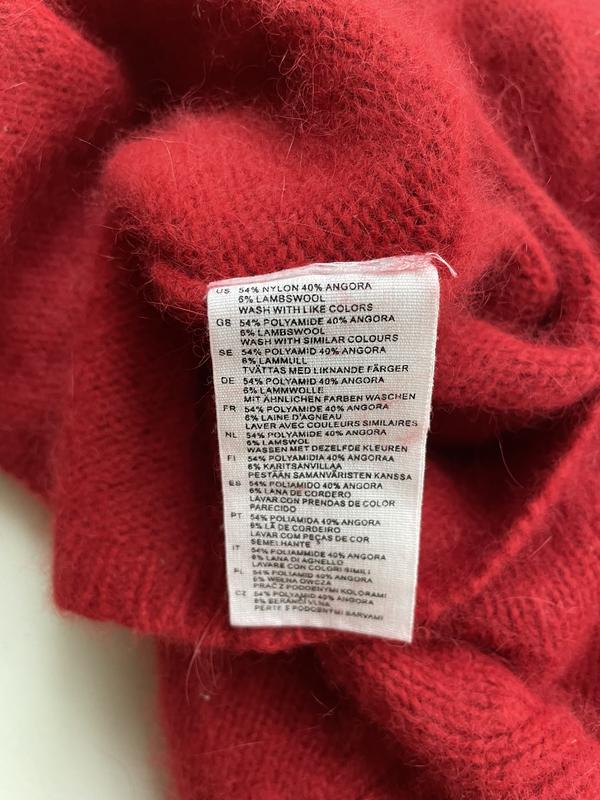 US 54% NYLON 40% ANGORA
6% LAMBSWOOL
WASH WITH LIKE COLORS
GB 54% POLYAMIDE 40% ANGORA
6% LAMBSWOOL
WASH WITH SIMILAR COLOURS
SE 54% POLYAMID 40% ANGORA
6% LAMMULL
TVÄTTAS MED LIKNANDE FÄRGER
DE 54% POLYAMID 40% ANGORA
6% LAMMWOLLE
MIT ÄHNLICHEN FARBEN WASCHEN
FR 54% POLYAMIDE 40% ANGORA
6% LAINE D'AGNEAU
LAVER AVEC COULEURS SIMILAIRES
NL 54% POLYAMIDE 40% ANGORA
6% LAMSWOL
WASSEN MET DEZELFDE KLEUREN
FI 54% POLYAMIDIA 40% ANGORAA
6% KARITSANVILLAA
PESTÄÄN SAMANVÄRISTEN KANSSA
ES 54% POLIAMIDO 40% ANGORA
6% LANA DE CORDERO
LAVAR CON PRENDAS DE COLOR
PARECIDO
PT 54% POLIAMIDA 40% ANGORA
6% LÃ DE CORDEIRO
LAVAR COM PEÇAS DE COR
SEMELHANTE
IT 54% POLIAMMIDE 40% ANGORA
6% LANA DI AGNELLO
LAVARE CON COLORI SIMILI
PL 54% POLIAMID 40% ANGORA
6% WEŁNA OWCZA
PRAĆ Z PODOBNYMI KOLORAMI
CZ 54% POLYAMID 40% ANGORA
6% BERANČÍ VLNA
PERTE S PODOBNÝMI BARVAMI